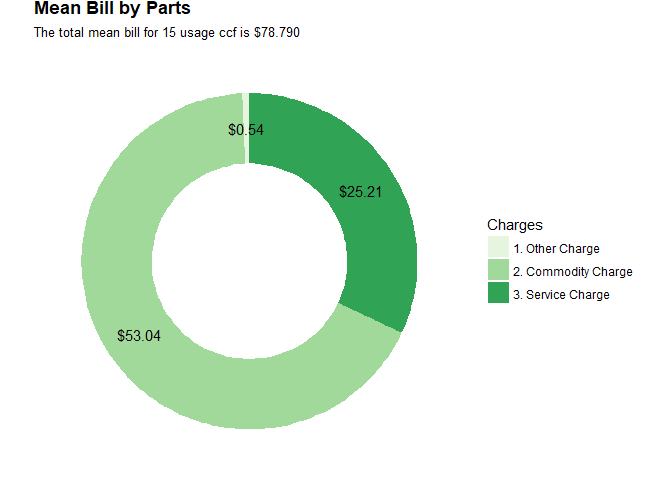 Mean Bill by Parts
The total mean bill for 15 usage ccf is $78.790
$0.54
$25.21
$53.04
Charges
1. Other Charge
2. Commodity Charge
3. Service Charge